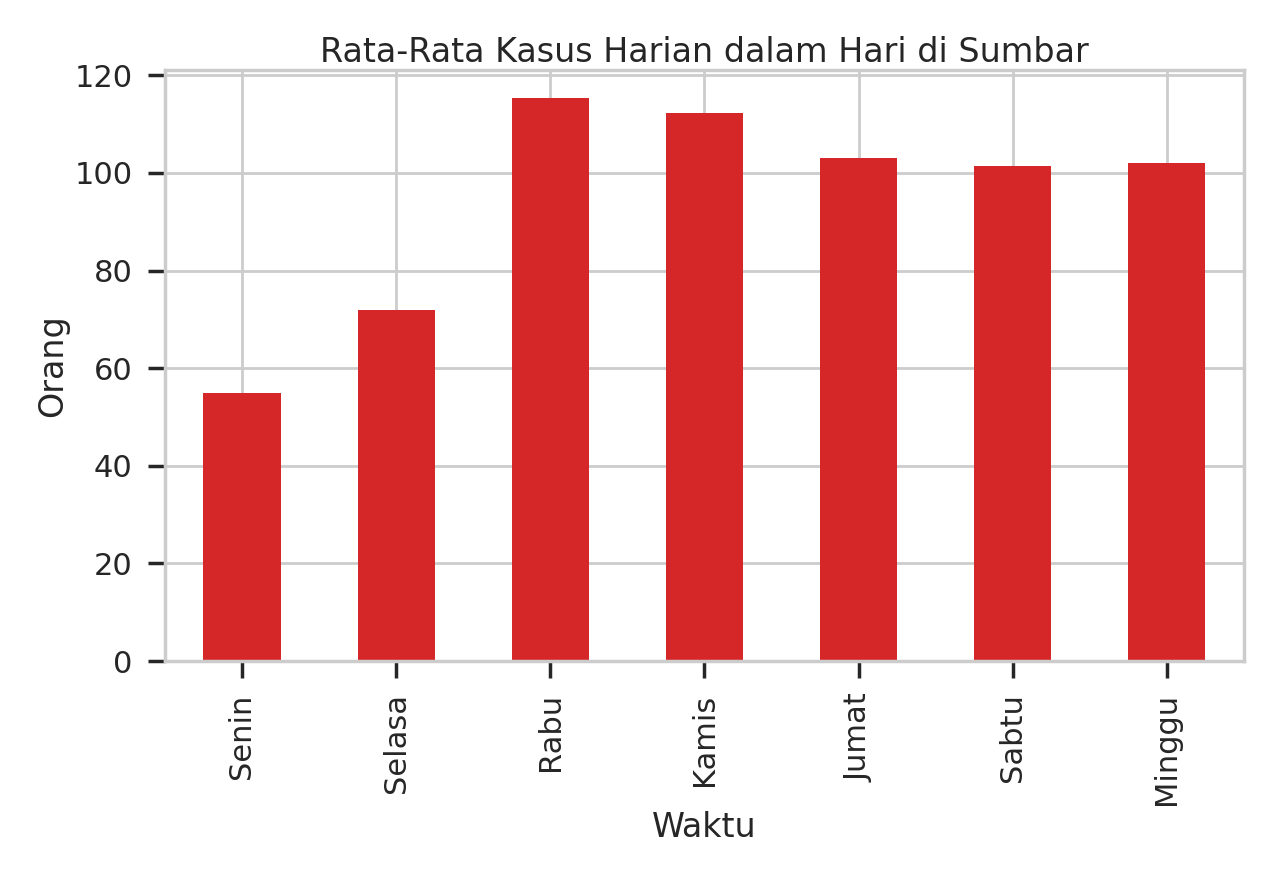 Rata-Rata Kasus Harian dalam Hari di Sumbar
120
100
80
60
40
20
0
Orang
Senin
Selasa
Rabu
Kamis
Jumat
Sabtu
Minggu
Waktu